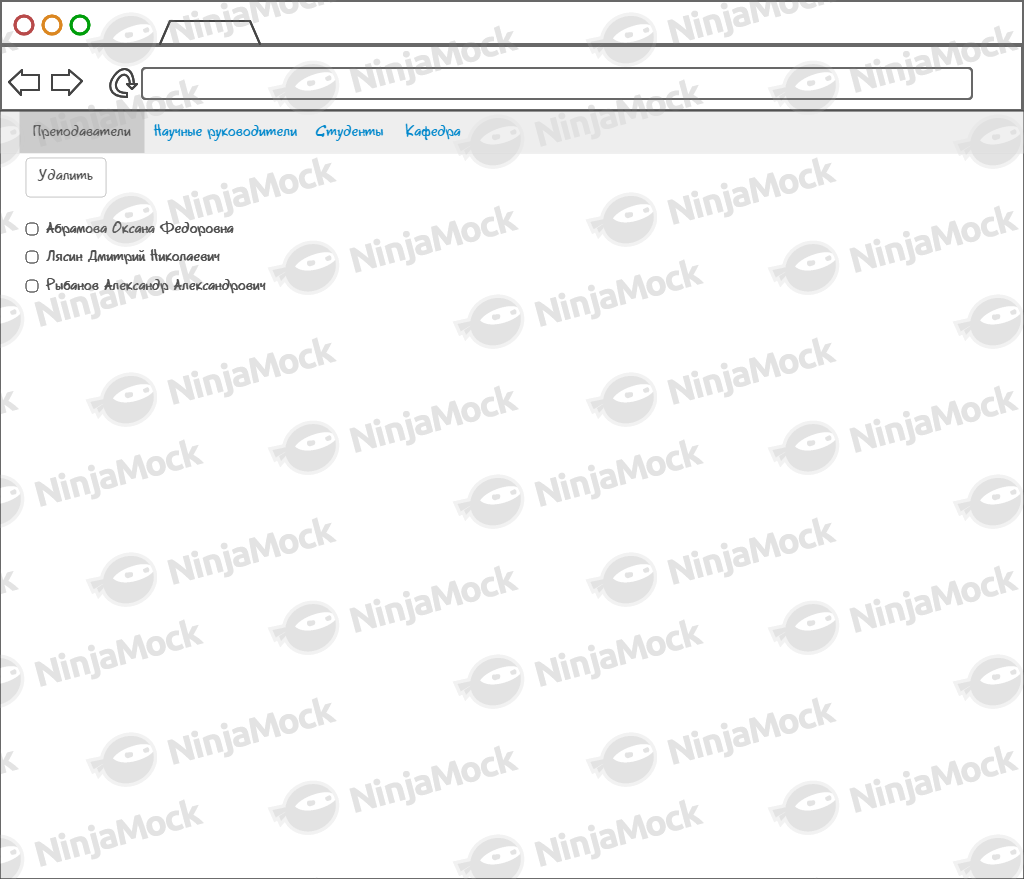 Преподаватели Научные руководители Студенты Кафедра
Удалить
Абрамова Оксана Федоровна
Лясин Дмитрий Николаевич
Рыбанов Александр Александрович
NinjaMock